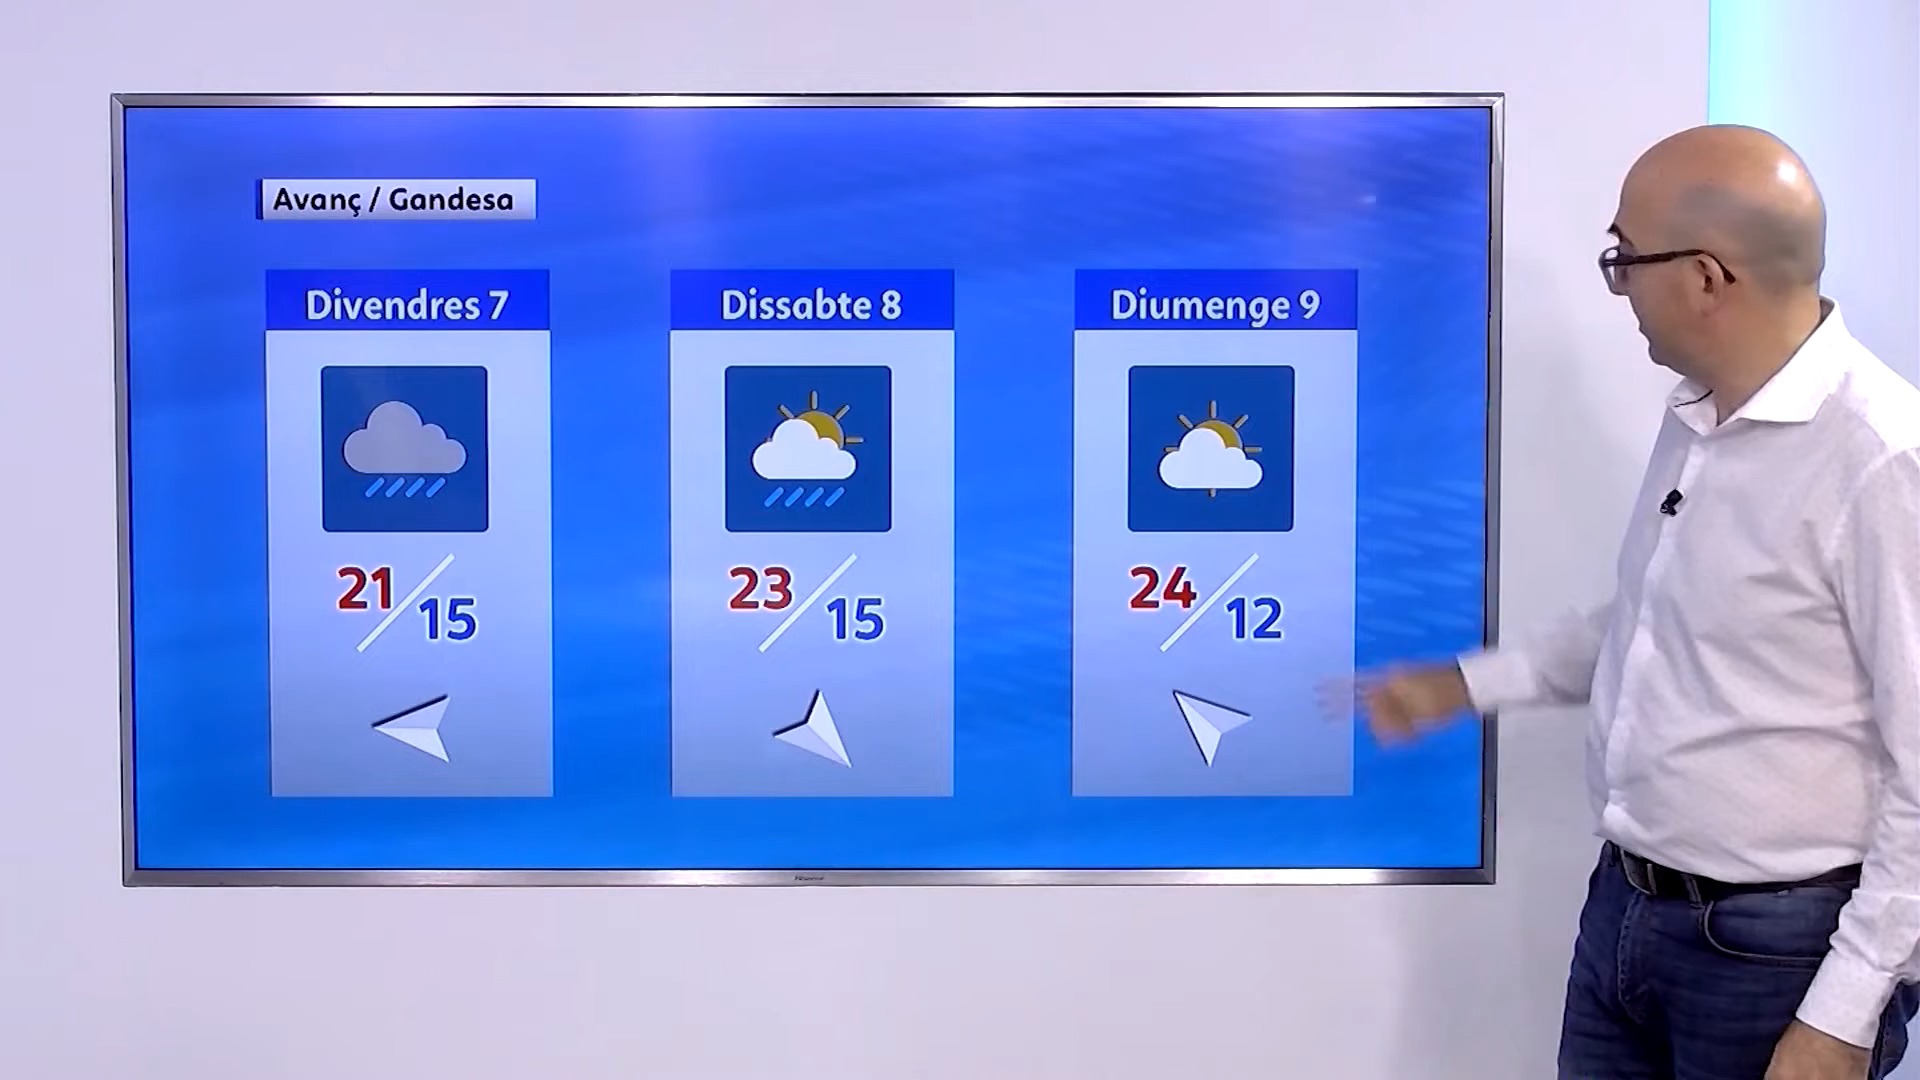 Avanç / Gandesa
Divendres 7
Dissabte 8
Diumenge 9
21/15
23/15
24/12